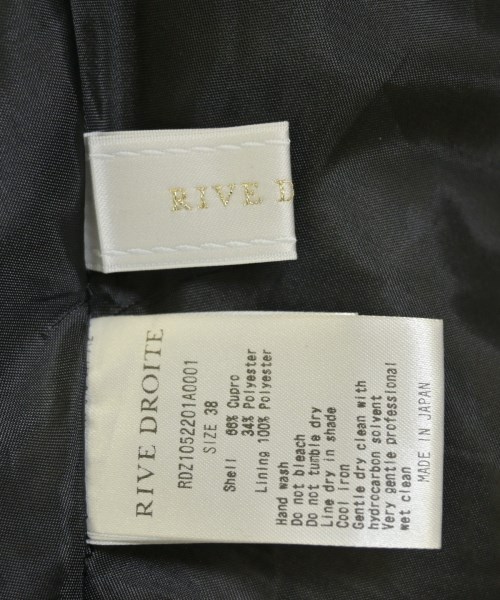 RIVE D
RIVE DROITE
RDZ1052201A0001
SIZE 38
Shell 66% Cupro
34% Polyester
Lining 100% Polyester
Hand wash
Do not bleach
Do not tumble dry
Line dry in shade
Cool iron
Gentle dry clean with
hydrocarbon solvent
Very gentle professional
wet clean
MADE IN JAPAN